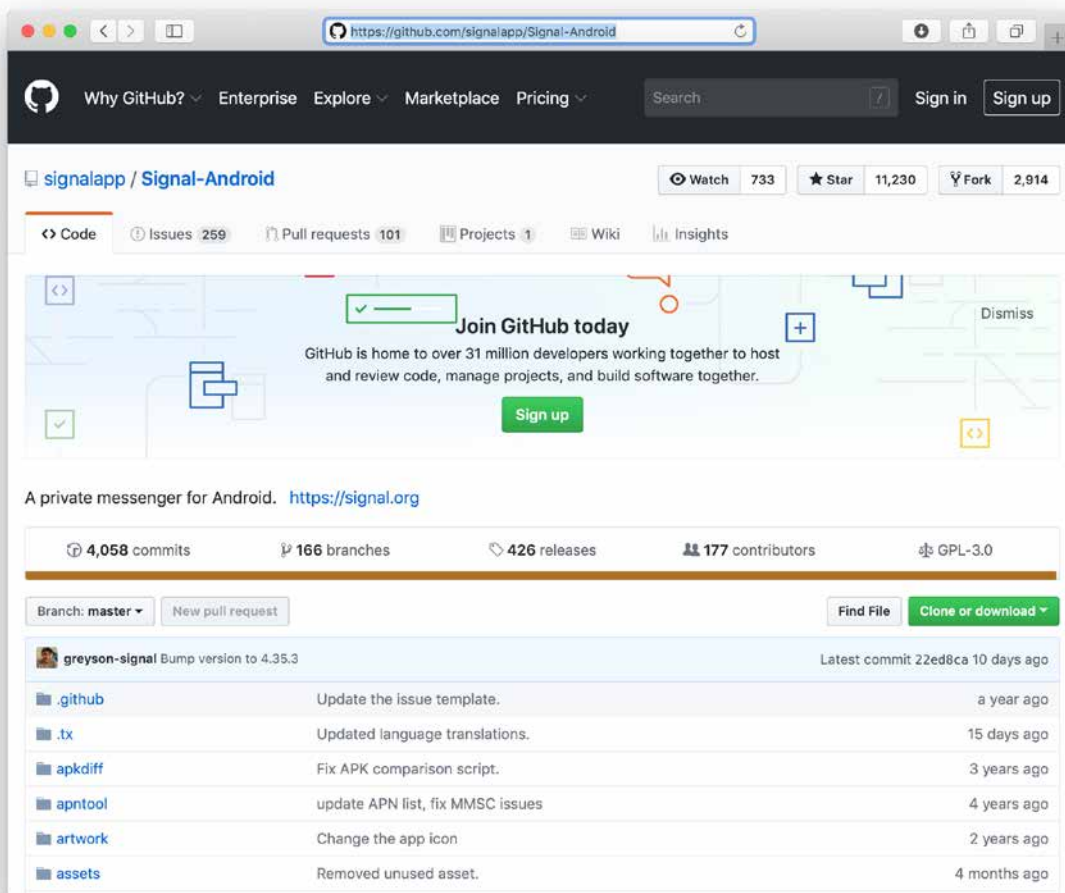 https://github.com/signalapp/Signal-Android
Why GitHub? Enterprise Explore Marketplace Pricing Search / Sign in Sign up
signalapp / Signal-Android Watch 733 Star 11,230 Fork 2,914
<> Code Issues 259 Pull requests 101 Projects 1 Wiki Insights
Dismiss
Join GitHub today
GitHub is home to over 31 million developers working together to host
and review code, manage projects, and build software together.
Sign up
A private messenger for Android. https://signal.org
4,058 commits 166 branches 426 releases 177 contributors GPL-3.0
Branch: master New pull request Find File Clone or download
greyson-signal Bump version to 4.35.3 Latest commit 22ed8ca 10 days ago
.github Update the issue template. a year ago
.tx Updated language translations. 15 days ago
apkdiff Fix APK comparison script. 3 years ago
apntool update APN list, fix MMSC issues 4 years ago
artwork Change the app icon 2 years ago
assets Removed unused asset. 4 months ago